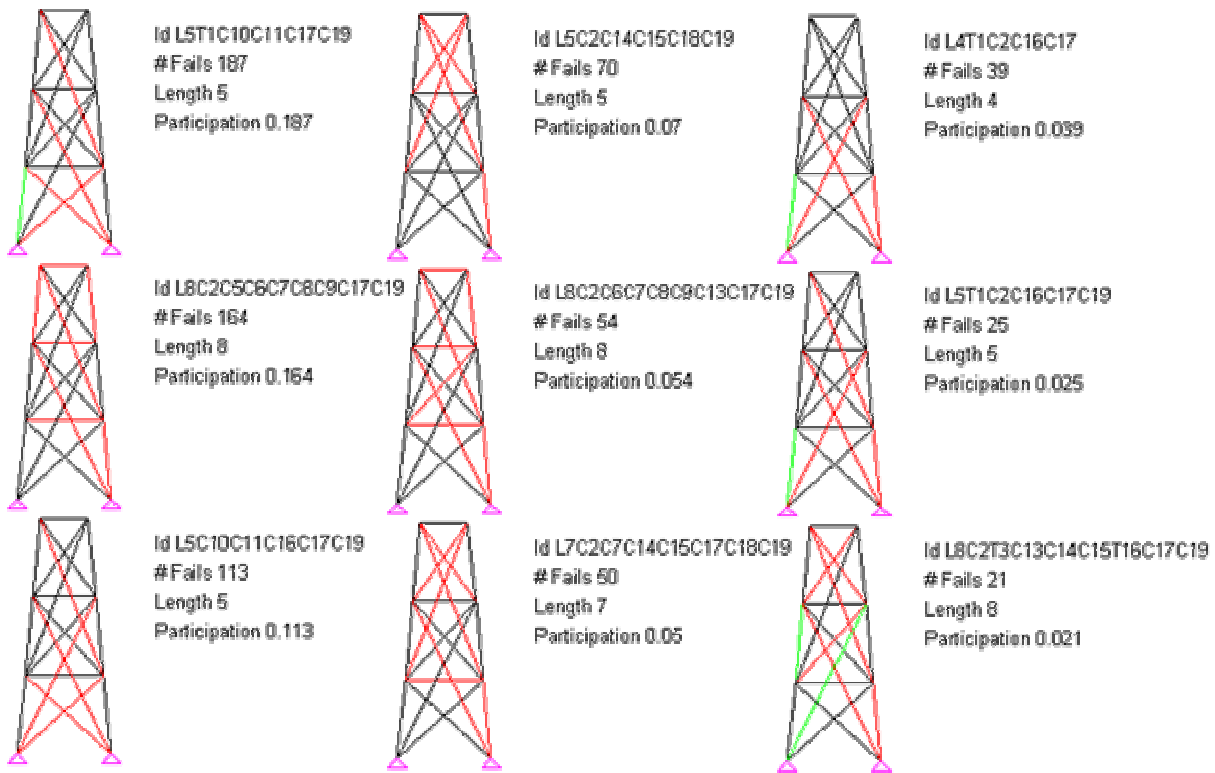 Id L5T1C10C11C17C19
# Fails 187
Length 5
Participation 0.187
Id L5C2C14C15C18C19
# Fails 70
Length 5
Participation 0.07
Id L4T1C2C16C17
# Fails 39
Length 4
Participation 0.039
Id L8C2C5C6C7C8C9C17C19
# Fails 164
Length 8
Participation 0.164
Id L8C2C6C7C8C9C13C17C19
# Fails 54
Length 8
Participation 0.054
Id L5T1C2C16C17C19
# Fails 25
Length 5
Participation 0.025
Id L5C10C11C16C17C19
# Fails 113
Length 5
Participation 0.113
Id L7C2C7C14C15C17C18C19
# Fails 50
Length 7
Participation 0.05
Id L8C2T3C13C14C15T16C17C19
# Fails 21
Length 8
Participation 0.021